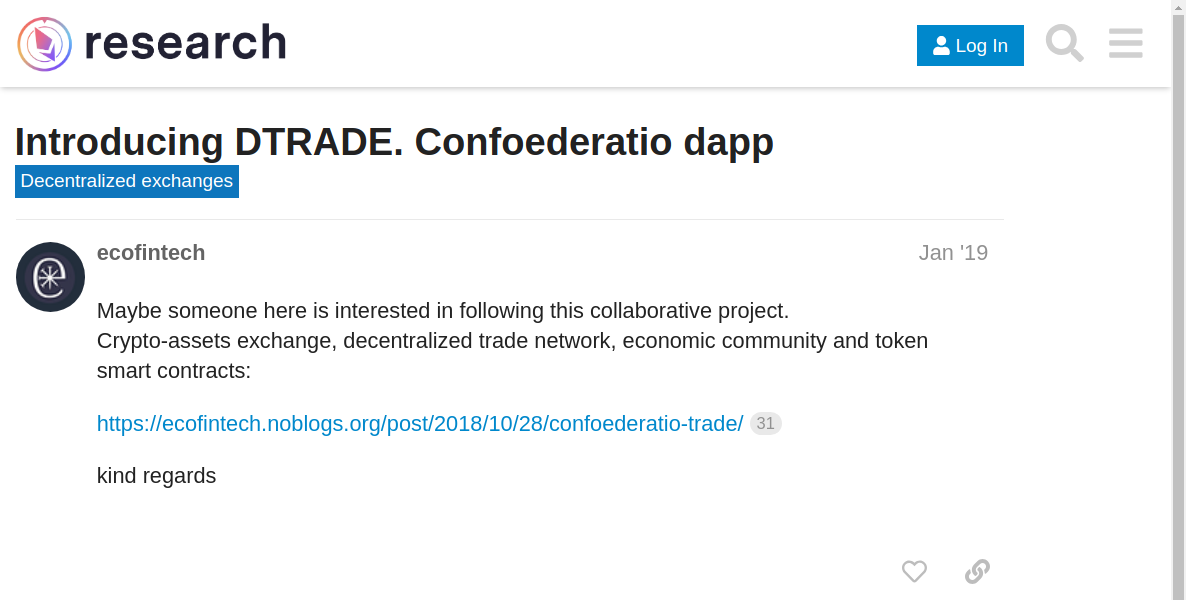 research
Log In
Introducing DTRADE. Confoederatio dapp
Decentralized exchanges
ecofintech
Jan '19
Maybe someone here is interested in following this collaborative project.
Crypto-assets exchange, decentralized trade network, economic community and token
smart contracts:
https://ecofintech.noblogs.org/post/2018/10/28/confoederatio-trade/ 31
kind regards